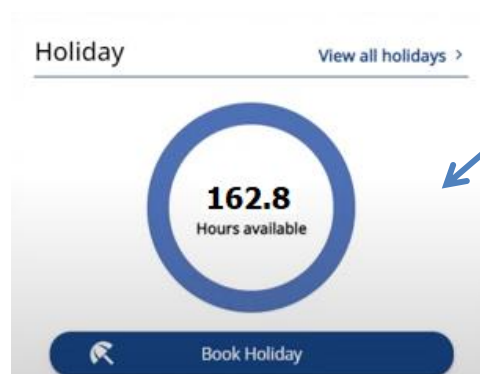 Holiday
View all holidays >
162.8
Hours available
Book Holiday